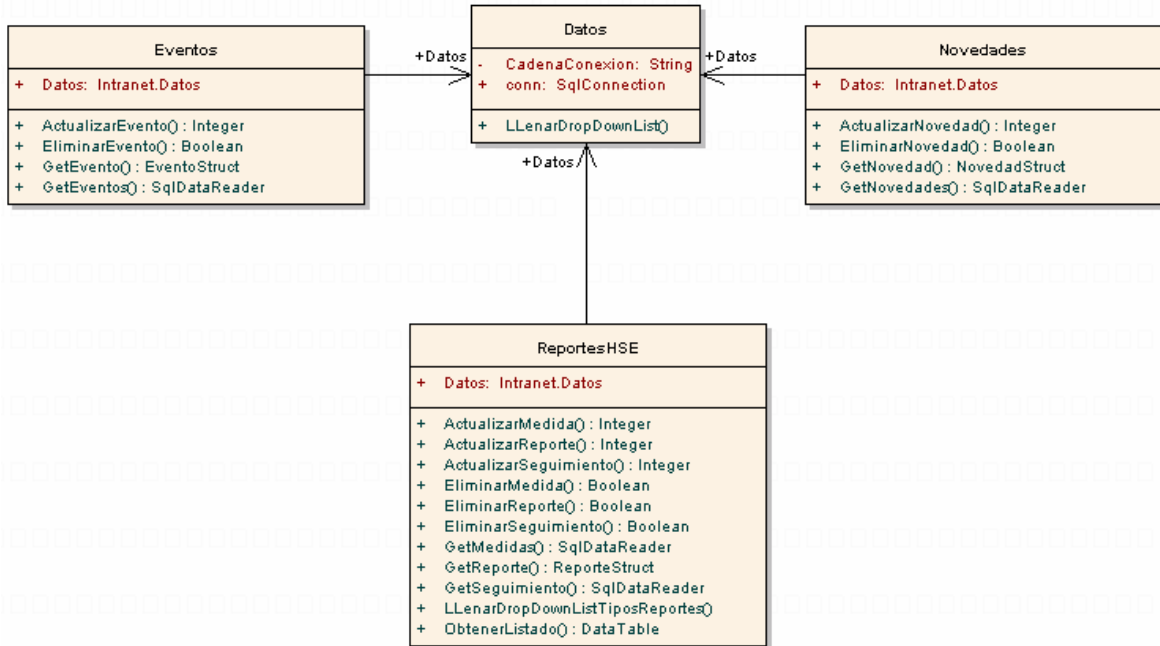 Eventos
+ Datos: Intranet.Datos
+ ActualizarEvento() : Integer
+ EliminarEvento() : Boolean
+ GetEvento() : EventoStruct
+ GetEventos() : SqlDataReader
+Datos
Datos
- CadenaConexion: String
+ conn: SqlConnection
+ LLenarDropDownList()
+Datos
+Datos
Novedades
+ Datos: Intranet.Datos
+ ActualizarNovedad() : Integer
+ EliminarNovedad() : Boolean
+ GetNovedad() : NovedadStruct
+ GetNovedades() : SqlDataReader
ReportesHSE
+ Datos: Intranet.Datos
+ ActualizarMedida() : Integer
+ ActualizarReporte() : Integer
+ ActualizarSeguimiento() : Integer
+ EliminarMedida() : Boolean
+ EliminarReporte() : Boolean
+ EliminarSeguimiento() : Boolean
+ GetMedidas() : SqlDataReader
+ GetReporte() : ReporteStruct
+ GetSeguimiento() : SqlDataReader
+ LLenarDropDownListTiposReportes()
+ ObtenerListado() : DataTable